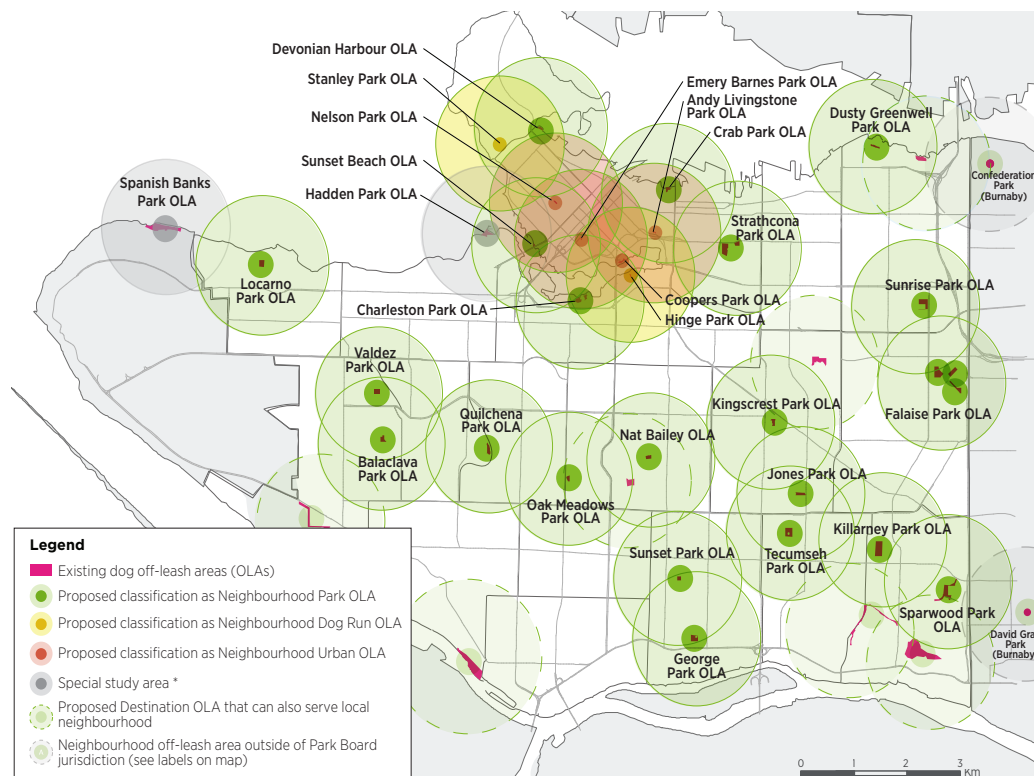 Devonian Harbour OLA
Stanley Park OLA
Nelson Park OLA
Sunset Beach OLA
Hadden Park OLA
Emery Barnes Park OLA
Andy Livingstone
Park OLA
Crab Park OLA
Dusty Greenwell
Park OLA
Confederation
Park
(Burnaby)
Spanish Banks
Park OLA
Locarno
Park OLA
Strathcona
Park OLA
Charleston Park OLA
Coopers Park OLA
Hinge Park OLA
Sunrise Park OLA
Valdez
Park OLA
Quilchena
Park OLA
Kingscrest Park OLA
Falaise Park OLA
Nat Bailey OLA
Balaclava
Park OLA
Oak Meadows
Park OLA
Jones Park OLA
Killarney Park OLA
Tecumseh
Park OLA
Sunset Park OLA
Sparwood Park
OLA
George
Park OLA
David Gra
Park
(Burnaby)
Legend
Existing dog off-leash areas (OLAs)
Proposed classification as Neighbourhood Park OLA
Proposed classification as Neighbourhood Dog Run OLA
Proposed classification as Neighbourhood Urban OLA
Special study area *
Proposed Destination OLA that can also serve local
neighbourhood
Neighbourhood off-leash area outside of Park Board
jurisdiction (see labels on map)
0 1 2 3
Km